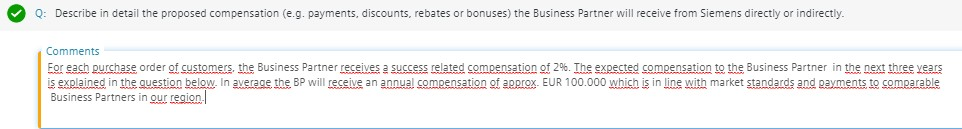 Q: Describe in detail the proposed compensation (e.g. payments, discounts, rebates or bonuses) the Business Partner will receive from Siemens directly or indirectly.
Comments
For each purchase order of customers, the Business Partner receives a success related compensation of 2%. The expected compensation to the Business Partner in the next three years
is explained in the question below. In average the BP will receive an annual compensation of approx. EUR 100.000 which is in line with market standards and payments to comparable
Business Partners in our region.